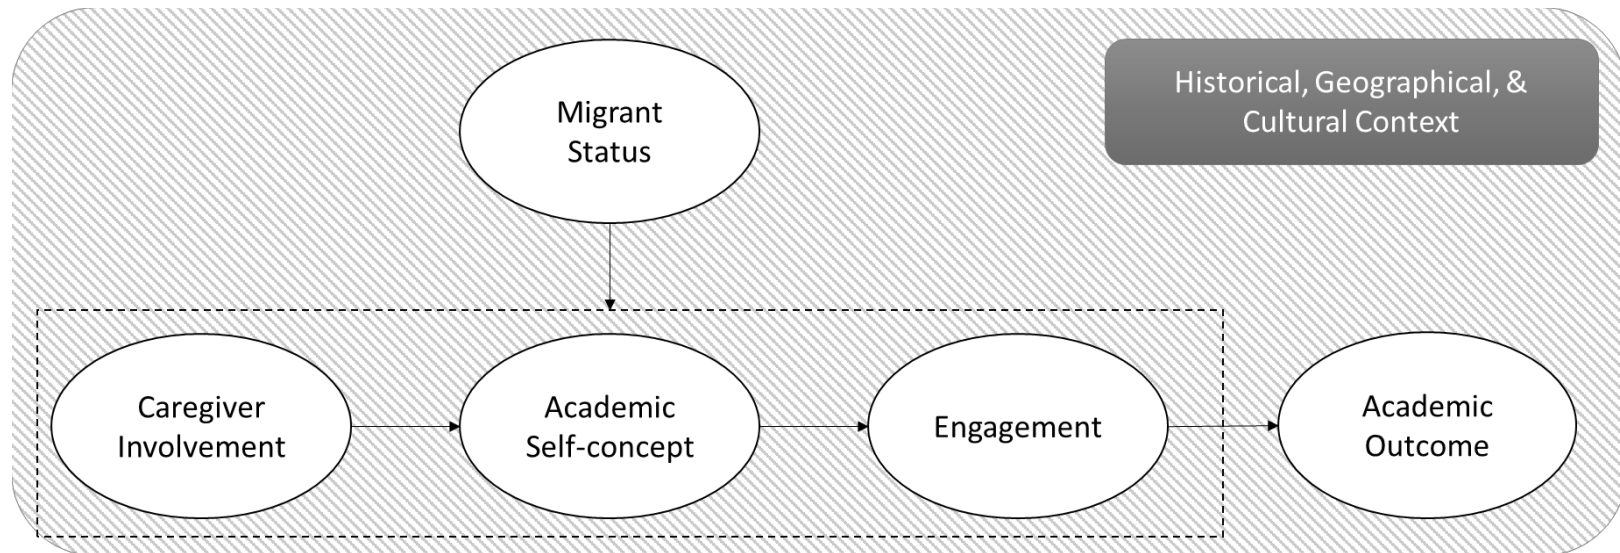 Historical, Geographical, &
Cultural Context
Migrant
Status
Caregiver
Involvement
Academic
Self-concept
Engagement
Academic
Outcome